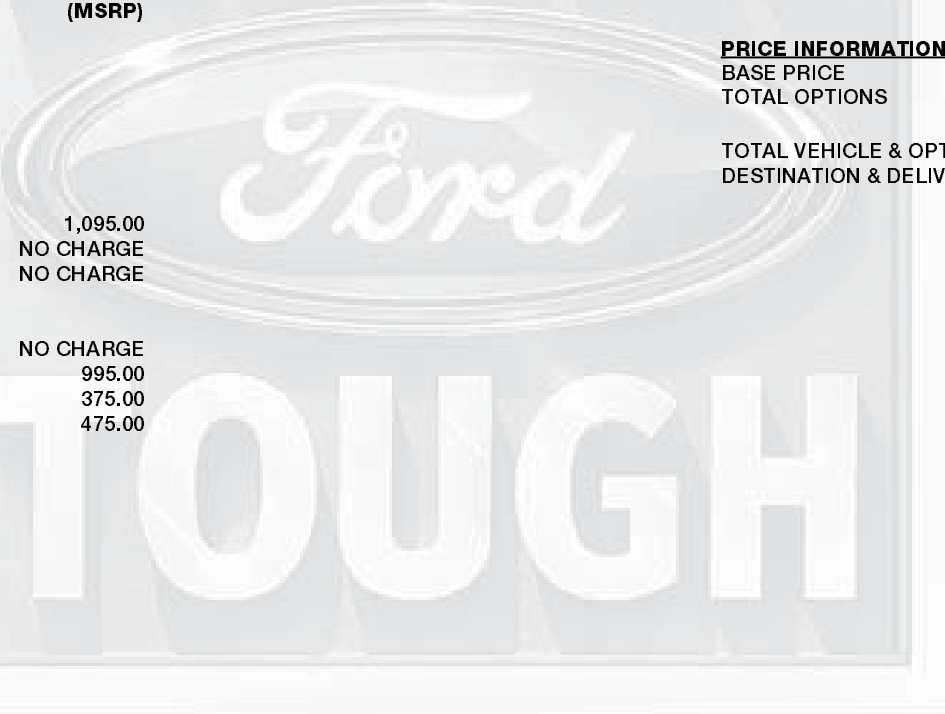 (MSRP)
PRICE INFORMATION
BASE PRICE
TOTAL OPTIONS
TOTAL VEHICLE & OPT
DESTINATION & DELIV
Ford
1,095.00
NO CHARGE
NO CHARGE
NO CHARGE
995.00
375.00
475.00
TOUGH